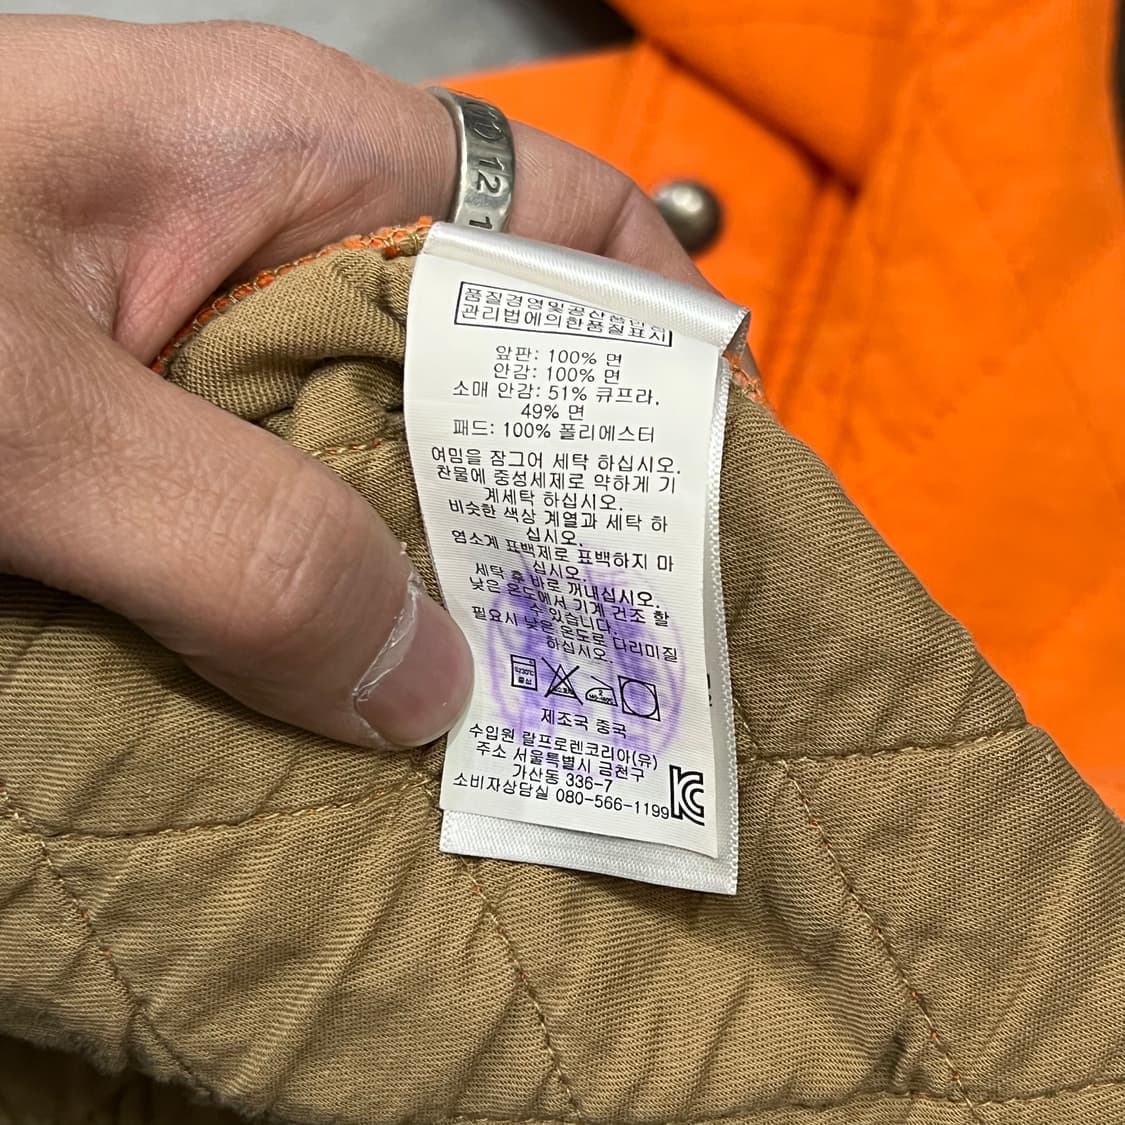 12 1
품질경영및공산품안전
관리법에의한품질표시
앞판: 100% 면
안감: 100% 면
소매 안감: 51% 큐프라.
49% 면
패드: 100% 폴리에스터
여밈을 잠그어 세탁 하십시오.
찬물에 중성세제로 약하게 기
계세탁 하십시오.
비슷한 색상 계열과 세탁 하
십시오.
염소계 표백제로 표백하지 마
십시오.
세탁 후 바로 꺼내십시오.
낮은 온도에서 기계 건조 할
수 있습니다.
필요시 낮은 온도로 다리미질
하십시오.
중성
제조국 중국
수입원 랄프로렌코리아(유)
주소 서울특별시 금천구
가산동 336-7
소비자상담실 080-566-1199